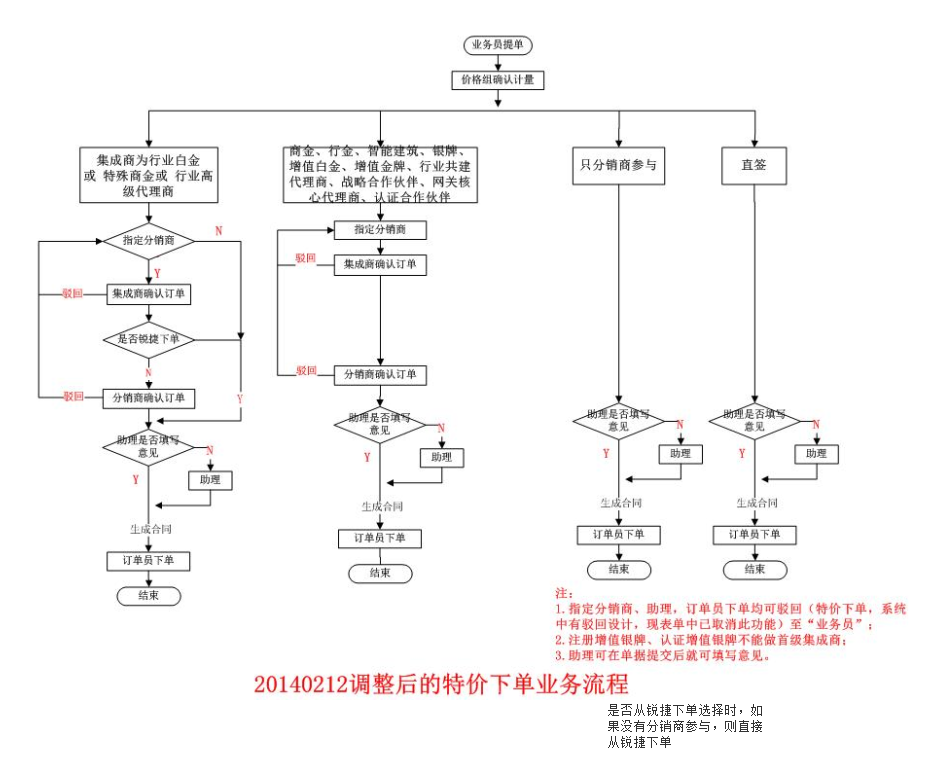 业务员提单
价格组确认计量
集成商为行业白金
或 特殊商金或 行业高
级代理商
商金、行金、智能建筑、银牌、
增值白金、增值金牌、行业共建
代理商、战略合作伙伴、网关核
心代理商、认证合作伙伴
只分销商参与
直签
指定分销商
N
Y
驳回
集成商确认订单
是否锐捷下单
N
Y
驳回
分销商确认订单
助理是否填写
意见
N
Y
助理
生成合同
订单员下单
结束
指定分销商
驳回
集成商确认订单
驳回
分销商确认订单
助理是否填写
意见
N
Y
助理
生成合同
订单员下单
结束
助理是否填写
意见
N
Y
助理
生成合同
订单员下单
结束
助理是否填写
意见
N
Y
助理
生成合同
订单员下单
结束
注：
1.指定分销商、助理，订单员下单均可驳回（特价下单，系统
中有驳回设计，现表单中已取消此功能）至“业务员”；
2.注册增值银牌、认证增值银牌不能做首级集成商；
3.助理可在单据提交后就可填写意见。
20140212调整后的特价下单业务流程
是否从锐捷下单选择时，如
果没有分销商参与，则直接
从锐捷下单